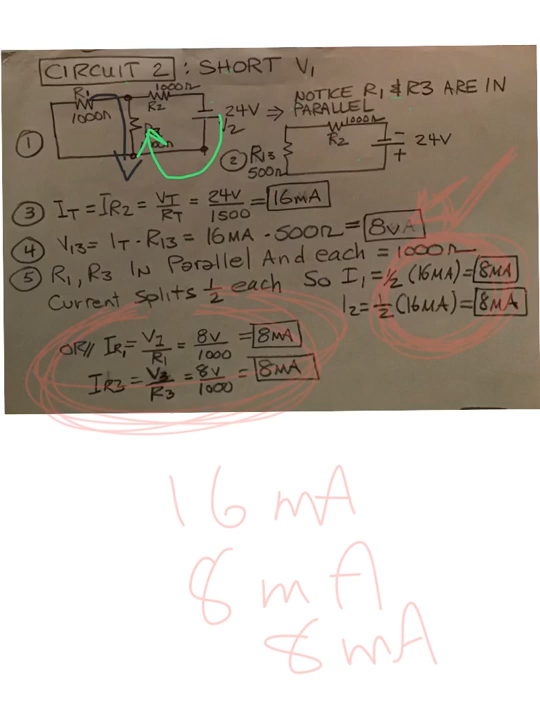 CIRCUIT 2 : SHORT V1
R1 1000Ω 1000Ω R2 24V V2 ⇒ NOTICE R1 & R3 ARE IN PARALLEL
①
② R13 500Ω 1000Ω R2 - + 24V
③ IT = IR2 = VT/RT = 24V/1500 = 16MA
④ V13 = IT · R13 = 16MA · 500Ω = 8V
⑤ R1, R3 IN Parallel And each = 1000Ω
Current splits 1/2 each So I1 = 1/2 (16MA) = 8MA
I2 = 1/2 (16MA) = 8MA
OR// IR1 = V1/R1 = 8V/1000 = 8MA
IR3 = V3/R3 = 8V/1000 = 8MA
16 mA
8 mA
8 mA